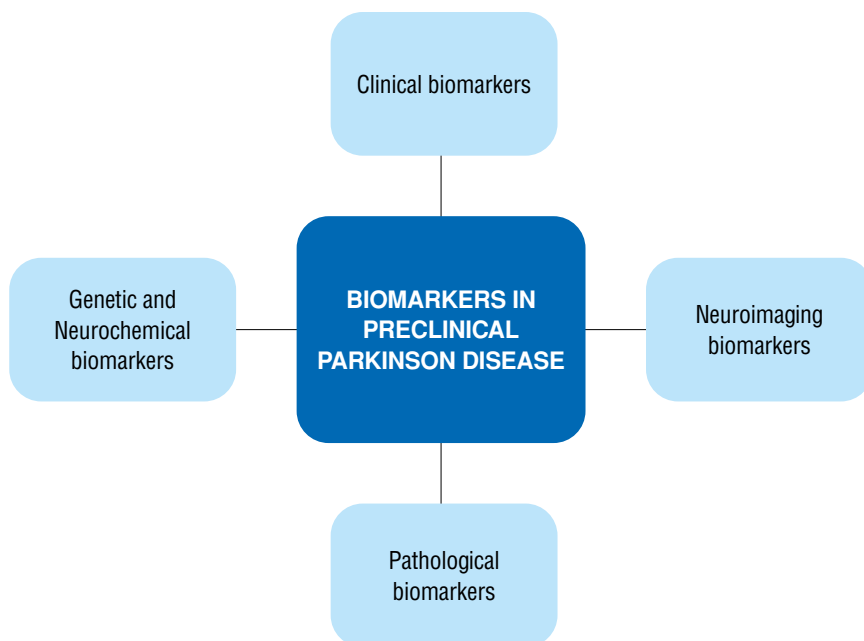 Clinical biomarkers
Genetic and
Neurochemical
biomarkers
BIOMARKERS IN
PRECLINICAL
PARKINSON DISEASE
Neuroimaging
biomarkers
Pathological
biomarkers